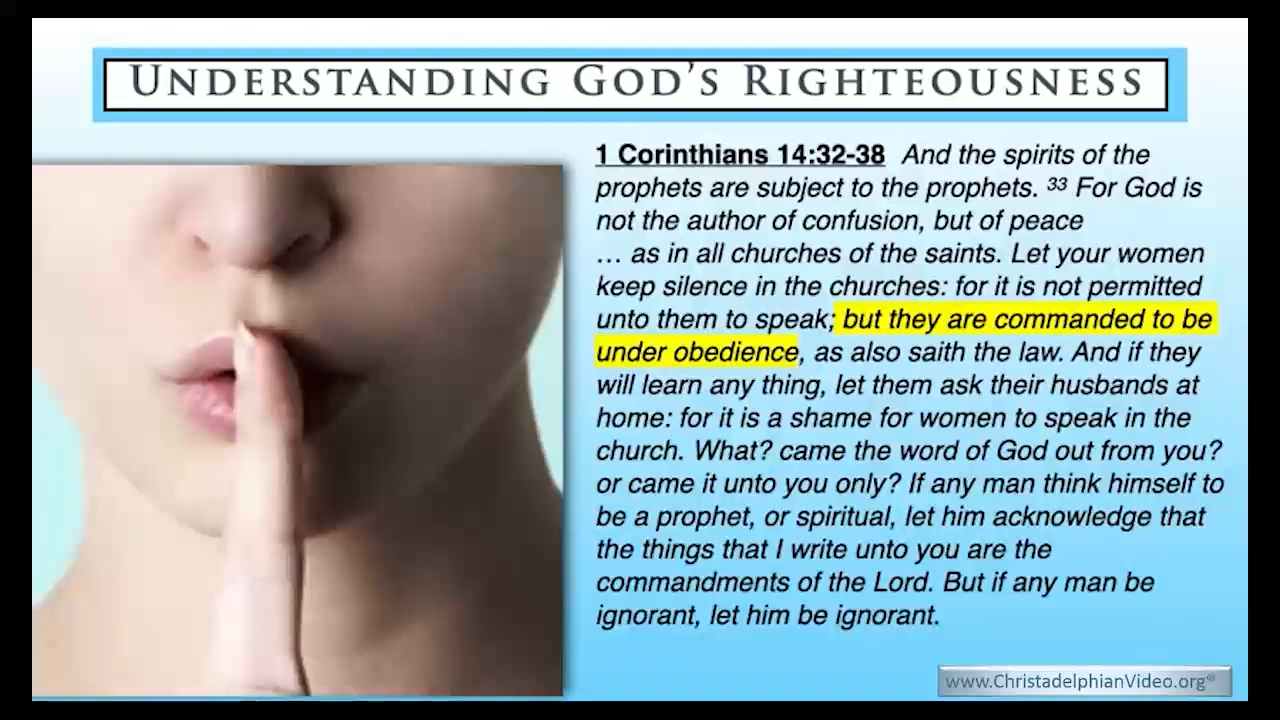 UNDERSTANDING GOD'S RIGHTEOUSNESS
1 Corinthians 14:32-38 And the spirits of the
prophets are subject to the prophets. ³³ For God is
not the author of confusion, but of peace
… as in all churches of the saints. Let your women
keep silence in the churches: for it is not permitted
unto them to speak; but they are commanded to be
under obedience, as also saith the law. And if they
will learn any thing, let them ask their husbands at
home: for it is a shame for women to speak in the
church. What? came the word of God out from you?
or came it unto you only? If any man think himself to
be a prophet, or spiritual, let him acknowledge that
the things that I write unto you are the
commandments of the Lord. But if any man be
ignorant, let him be ignorant.
www.ChristadelphianVideo.org®